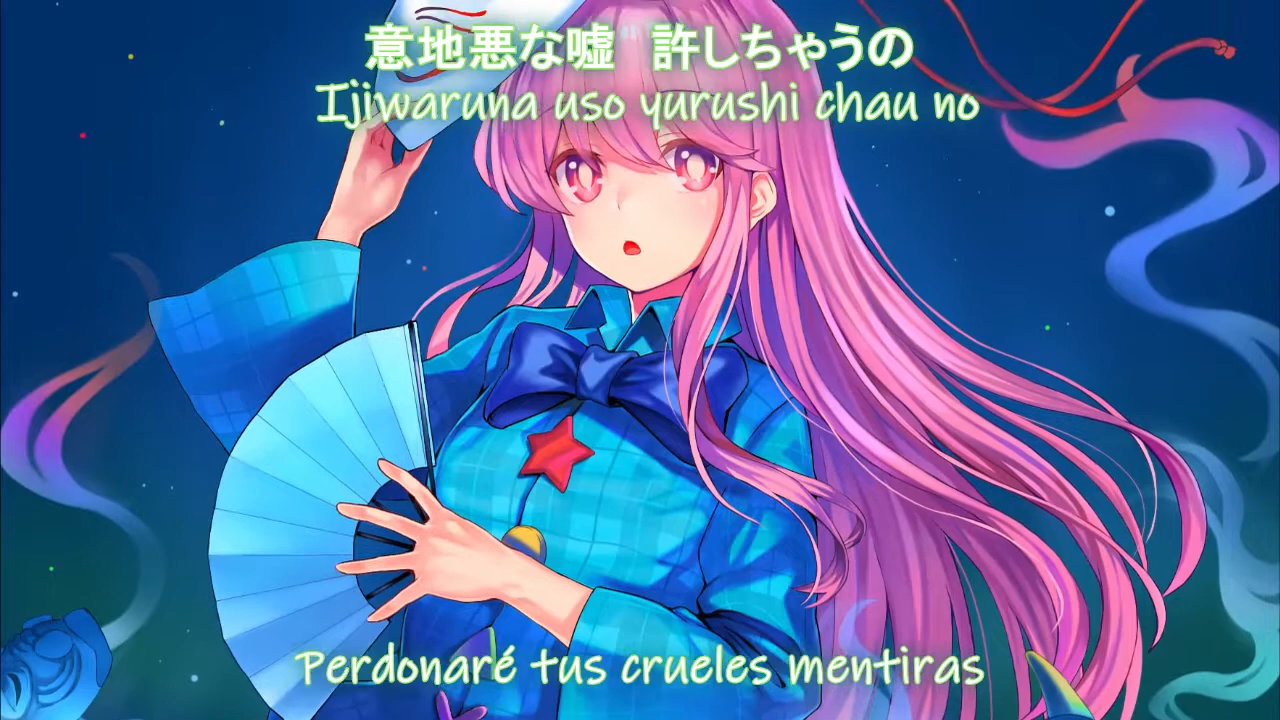 意地悪な嘘　許しちゃうの
Ijiwaruna uso yurushi chau no
Perdonaré tus crueles mentiras